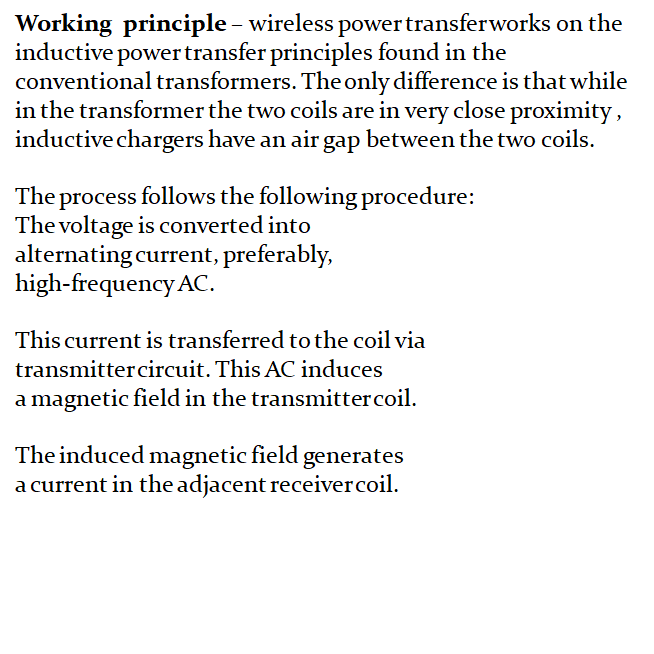 Working principle – wireless power transfer works on the
inductive power transfer principles found in the
conventional transformers. The only difference is that while
in the transformer the two coils are in very close proximity ,
inductive chargers have an air gap between the two coils.
The process follows the following procedure:
The voltage is converted into
alternating current, preferably,
high-frequency AC.
This current is transferred to the coil via
transmitter circuit. This AC induces
a magnetic field in the transmitter coil.
The induced magnetic field generates
a current in the adjacent receiver coil.